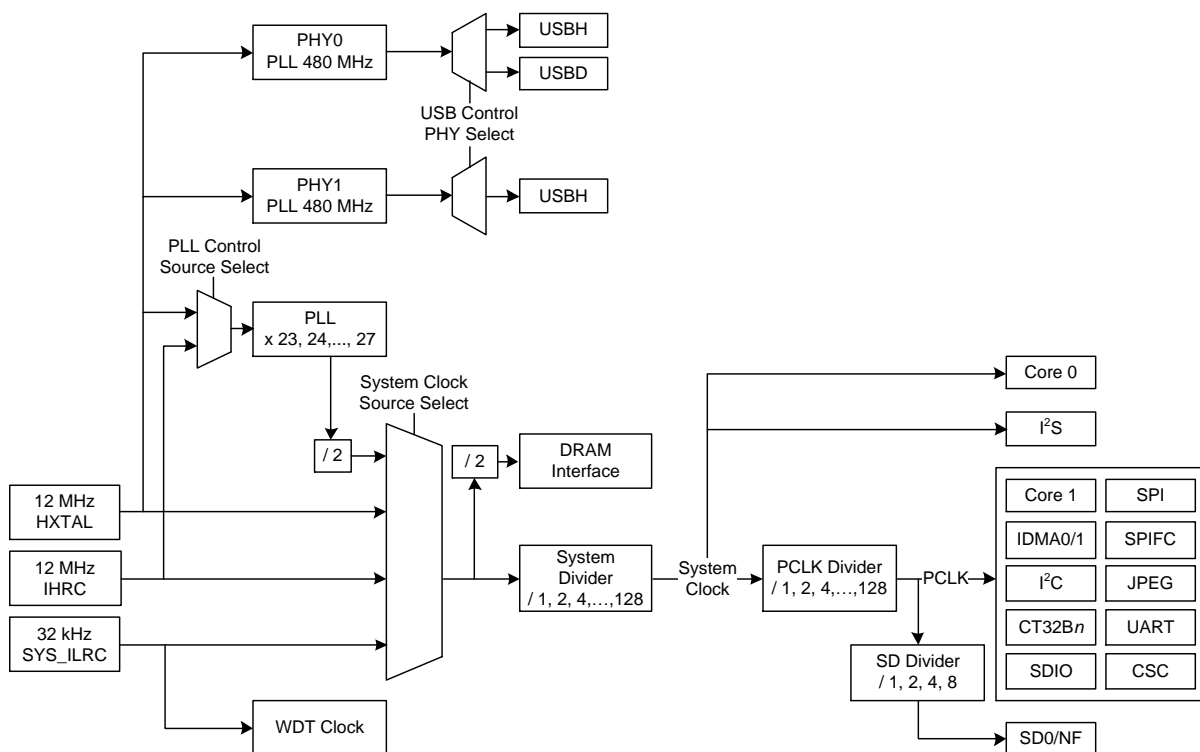 PHY0
PLL 480 MHz
USBH
USBD
USB Control
PHY Select
PHY1
PLL 480 MHz
USBH
PLL Control
Source Select
PLL
x 23, 24,..., 27
System Clock
Source Select
/ 2
/ 2
DRAM
Interface
12 MHz
HXTAL
12 MHz
IHRC
32 kHz
SYS_ILRC
WDT Clock
System
Divider
/ 1, 2, 4,...,128
System
Clock
PCLK Divider
/ 1, 2, 4,...,128
PCLK
SD Divider
/ 1, 2, 4, 8
Core 0
I²S
Core 1
SPI
IDMA0/1
SPIFC
I²C
JPEG
CT32Bn
UART
SDIO
CSC
SD0/NF